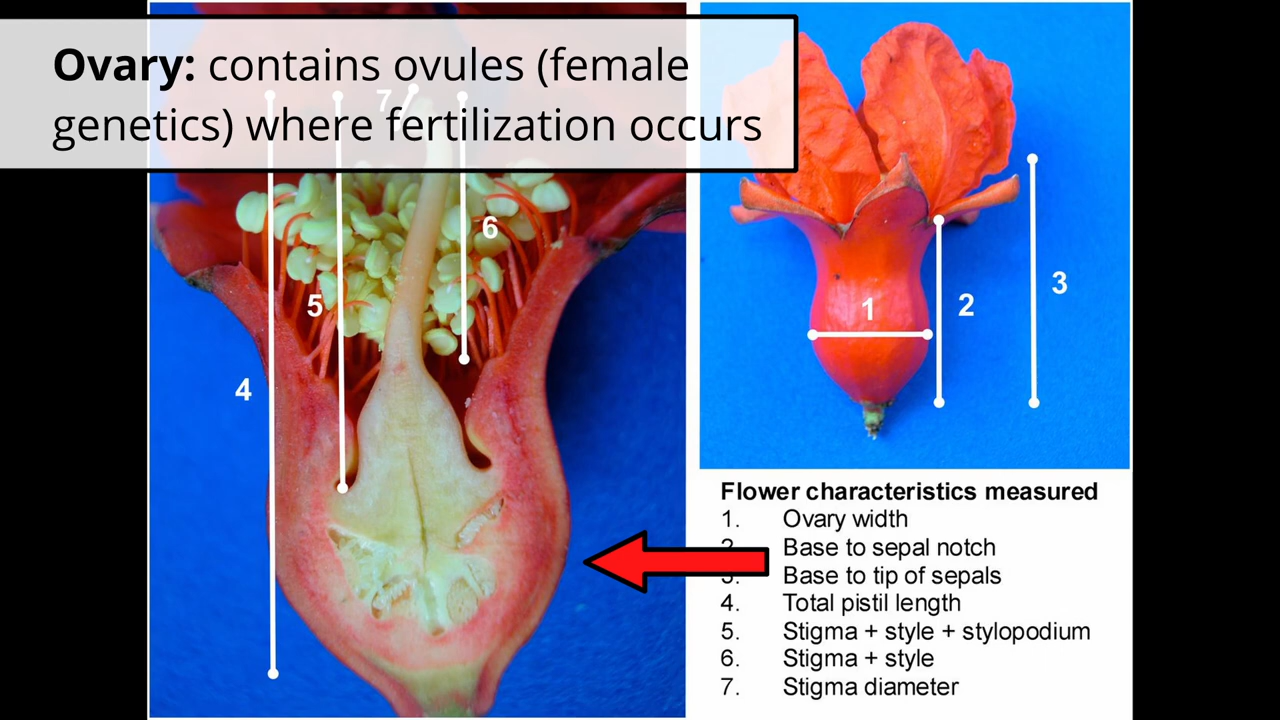 Ovary: contains ovules (female
genetics) where fertilization occurs
7
6
5
4
1
2
3
Flower characteristics measured
1. Ovary width
2. Base to sepal notch
3. Base to tip of sepals
4. Total pistil length
5. Stigma + style + stylopodium
6. Stigma + style
7. Stigma diameter